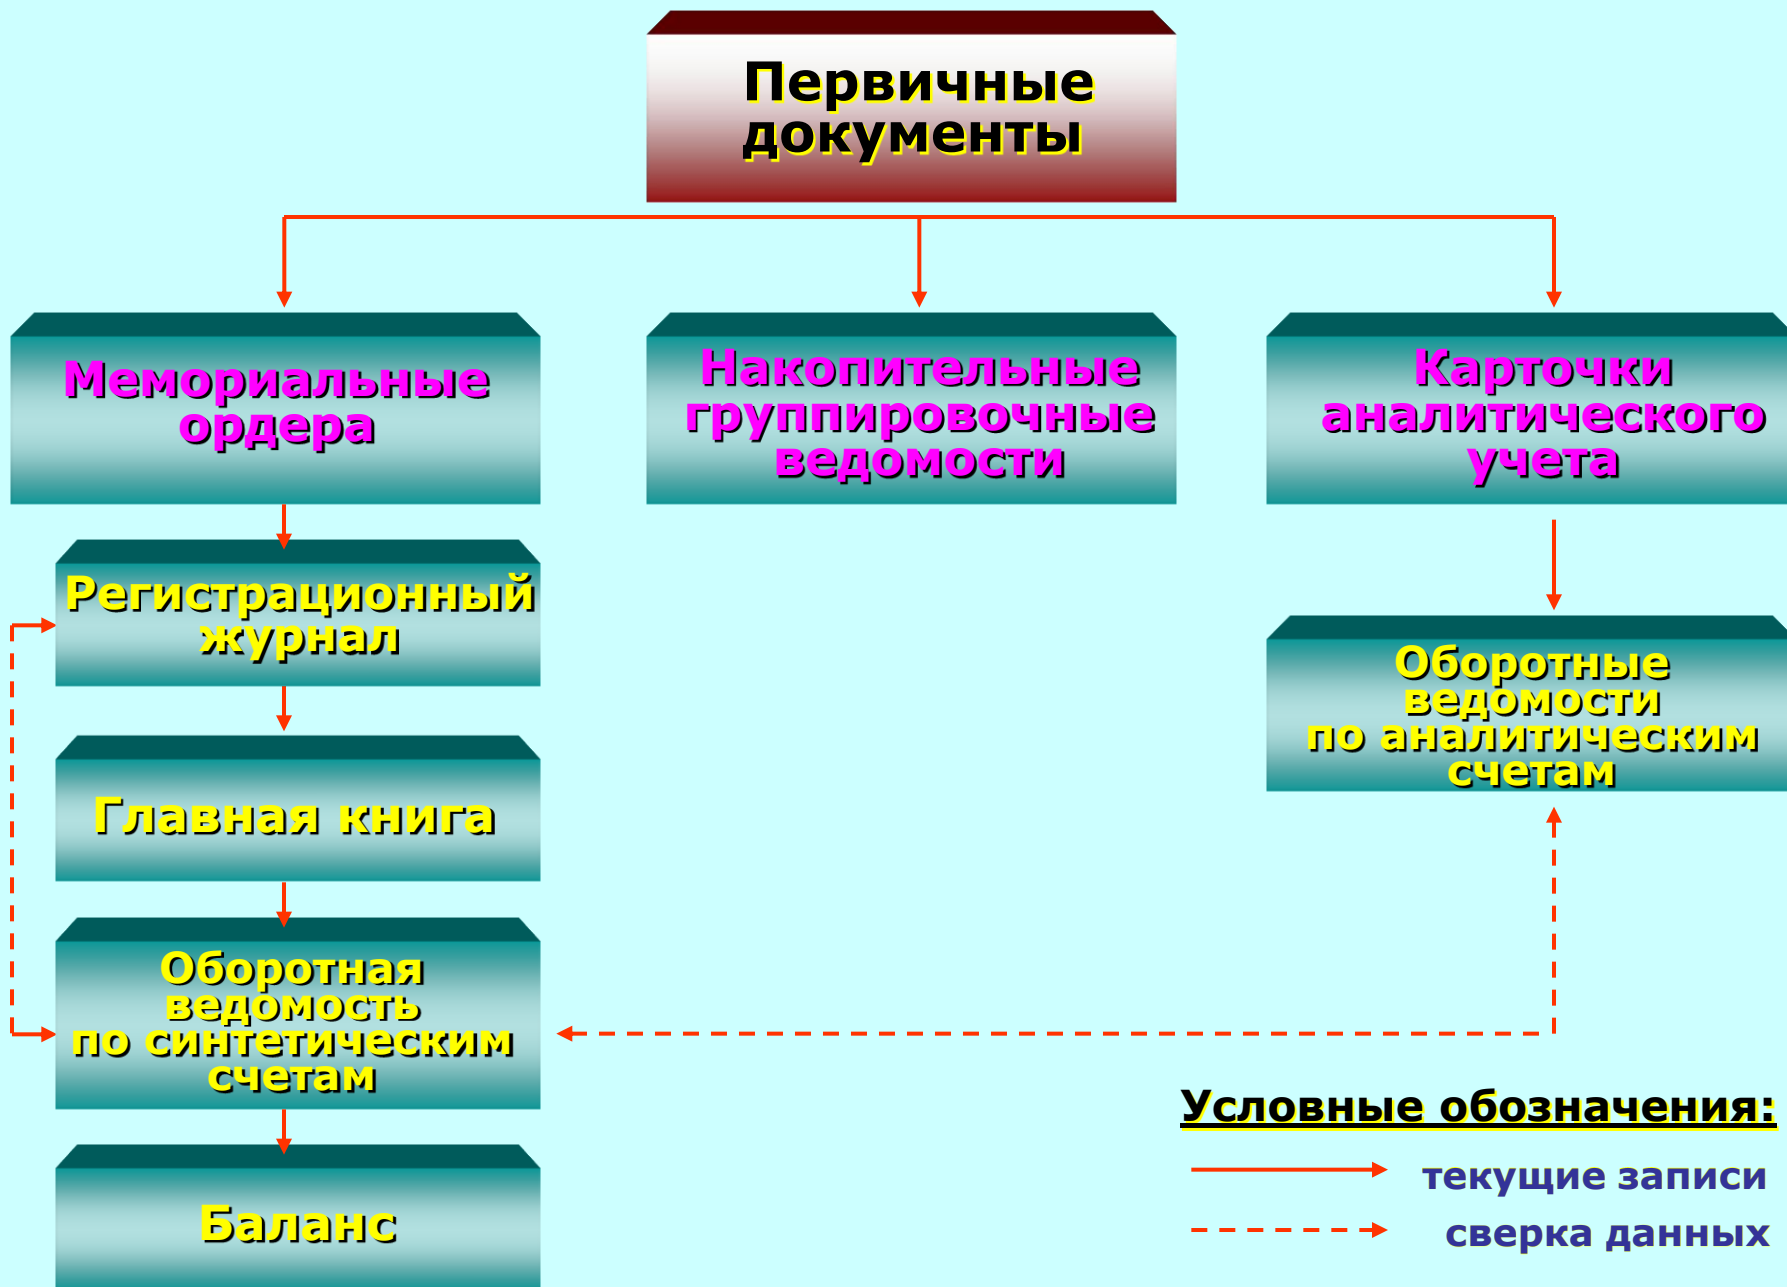 Первичные
документы
Мемориальные
ордера
Накопительные
группировочные
ведомости
Карточки
аналитического
учета
Регистрационный
журнал
Оборотные
ведомости
по аналитическим
счетам
Главная книга
Оборотная
ведомость
по синтетическим
счетам
Баланс
Условные обозначения:
текущие записи
сверка данных